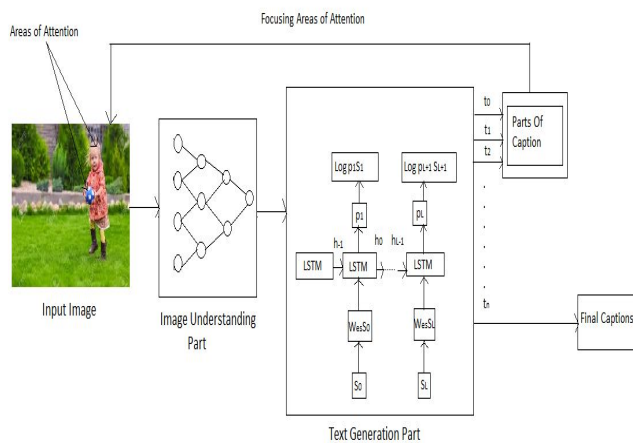 Focusing Areas of Attention
Areas of Attention
Input Image
Image Understanding
Part
Log p1S1
Log pL+1 SL+1
p1
pL
h-1
h0
hL-1
LSTM
LSTM
LSTM
WesS0
WesSL
S0
SL
Text Generation Part
t0
t1
t2
tn
Parts Of
Caption
Final Captions